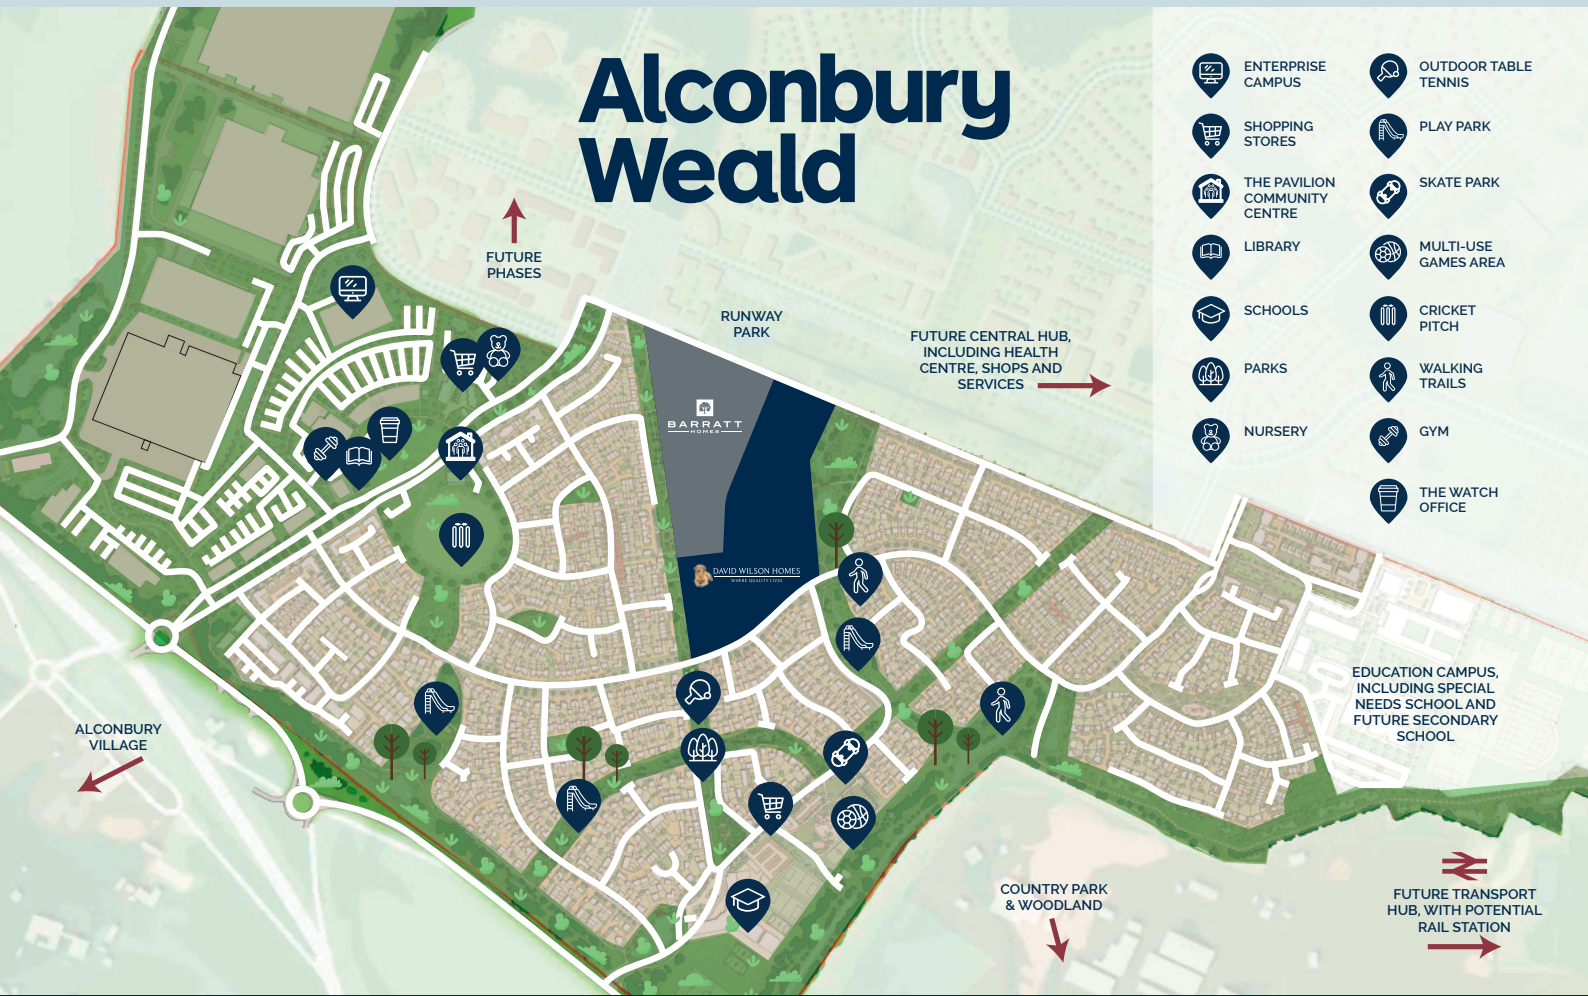 Alconbury
Weald
FUTURE
PHASES
RUNWAY
PARK
FUTURE CENTRAL HUB,
INCLUDING HEALTH
CENTRE, SHOPS AND
SERVICES
BARRATT
HOMES
DAVID WILSON HOMES
WHERE QUALITY LIVES
ENTERPRISE
CAMPUS
SHOPPING
STORES
THE PAVILION
COMMUNITY
CENTRE
LIBRARY
SCHOOLS
PARKS
NURSERY
OUTDOOR TABLE
TENNIS
PLAY PARK
SKATE PARK
MULTI-USE
GAMES AREA
CRICKET
PITCH
WALKING
TRAILS
GYM
THE WATCH
OFFICE
EDUCATION CAMPUS,
INCLUDING SPECIAL
NEEDS SCHOOL AND
FUTURE SECONDARY
SCHOOL
ALCONBURY
VILLAGE
COUNTRY PARK
& WOODLAND
FUTURE TRANSPORT
HUB, WITH POTENTIAL
RAIL STATION